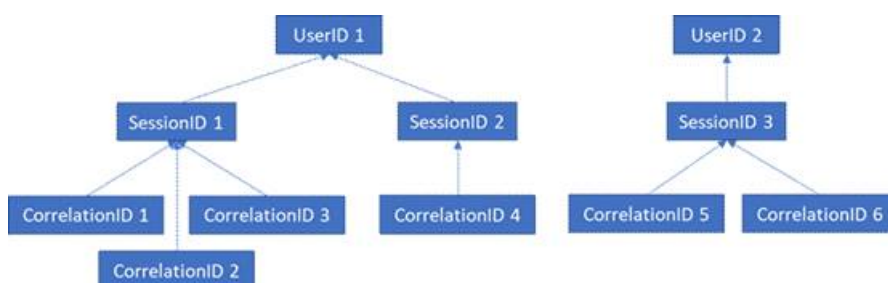 UserID 1
UserID 2
SessionID 1
SessionID 2
SessionID 3
CorrelationID 1
CorrelationID 3
CorrelationID 4
CorrelationID 5
CorrelationID 6
CorrelationID 2